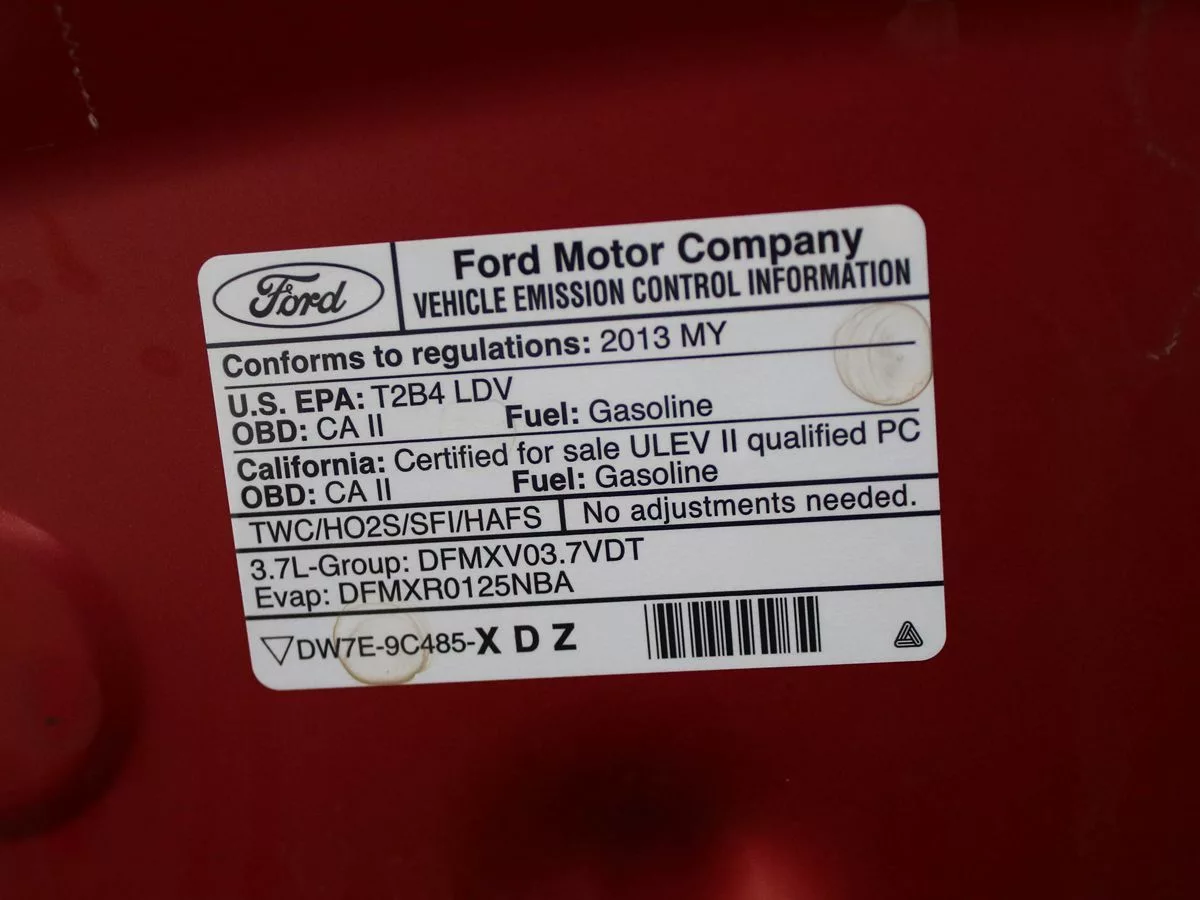 Ford
Ford Motor Company
VEHICLE EMISSION CONTROL INFORMATION
Conforms to regulations: 2013 MY
U.S. EPA: T2B4 LDV
OBD: CA II Fuel: Gasoline
California: Certified for sale ULEV II qualified PC
OBD: CA II Fuel: Gasoline
TWC/HO2S/SFI/HAFS No adjustments needed.
3.7L-Group: DFMXV03.7VDT
Evap: DFMXR0125NBA
DW7E-9C485-X D Z